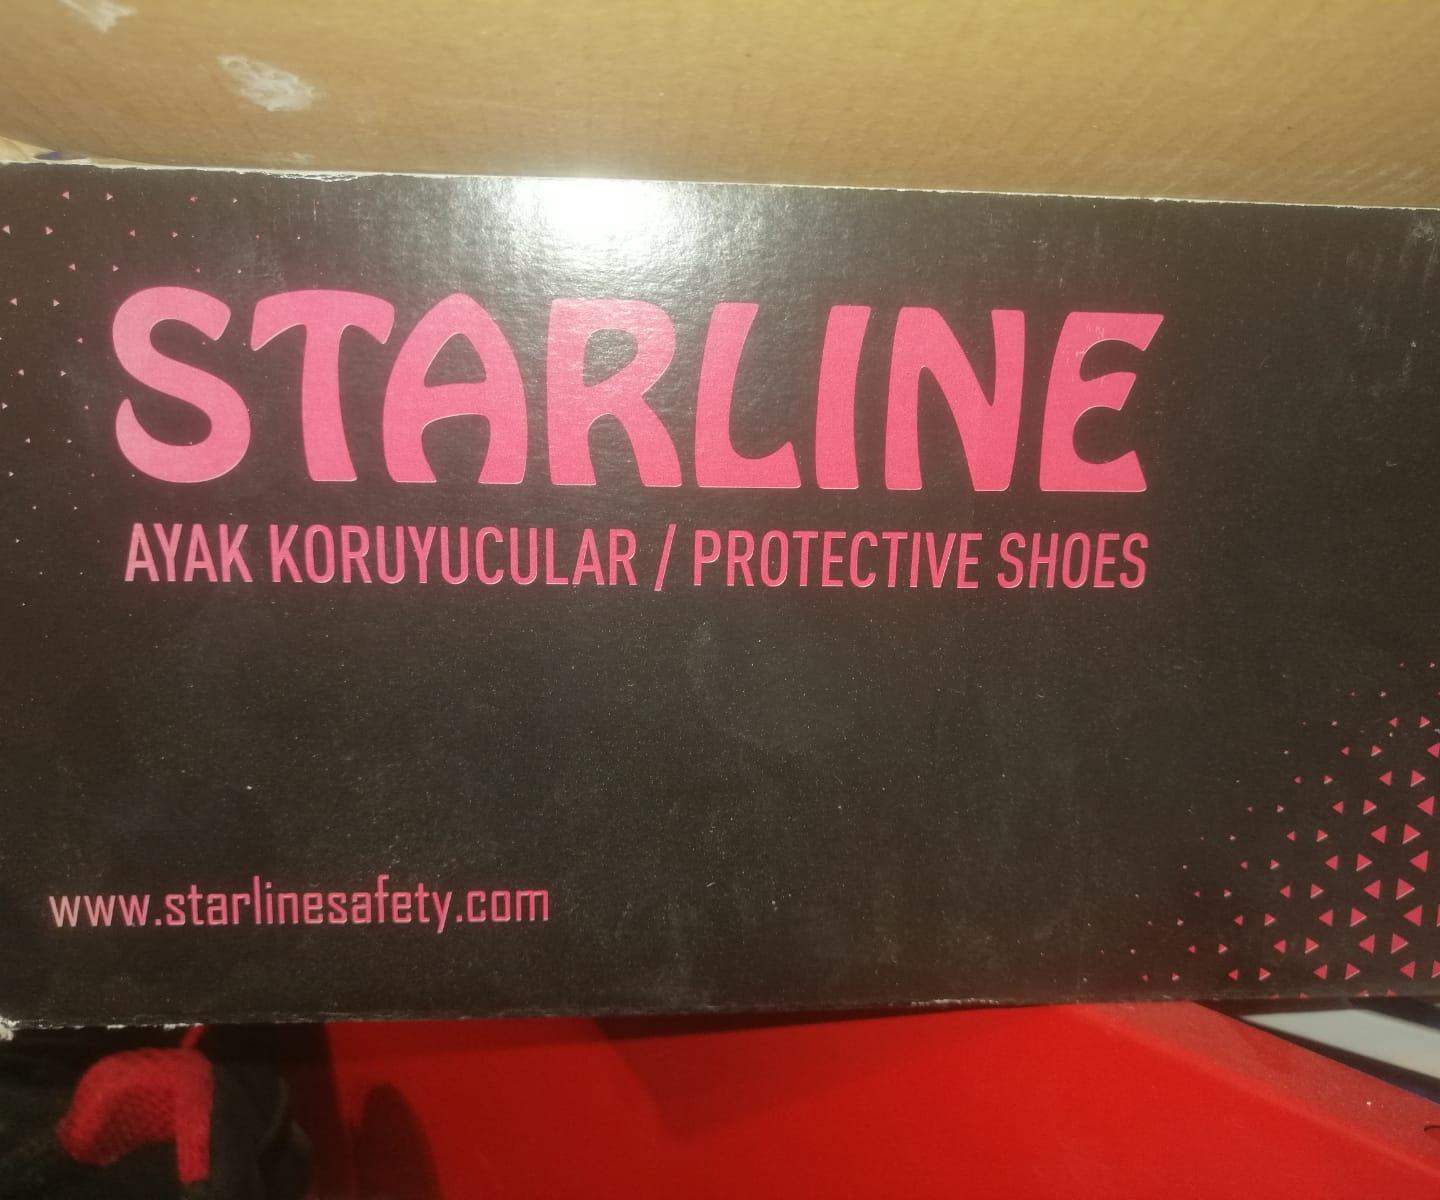 STARLINE
AYAK KORUYUCULAR / PROTECTIVE SHOES
www.starlinesafety.com